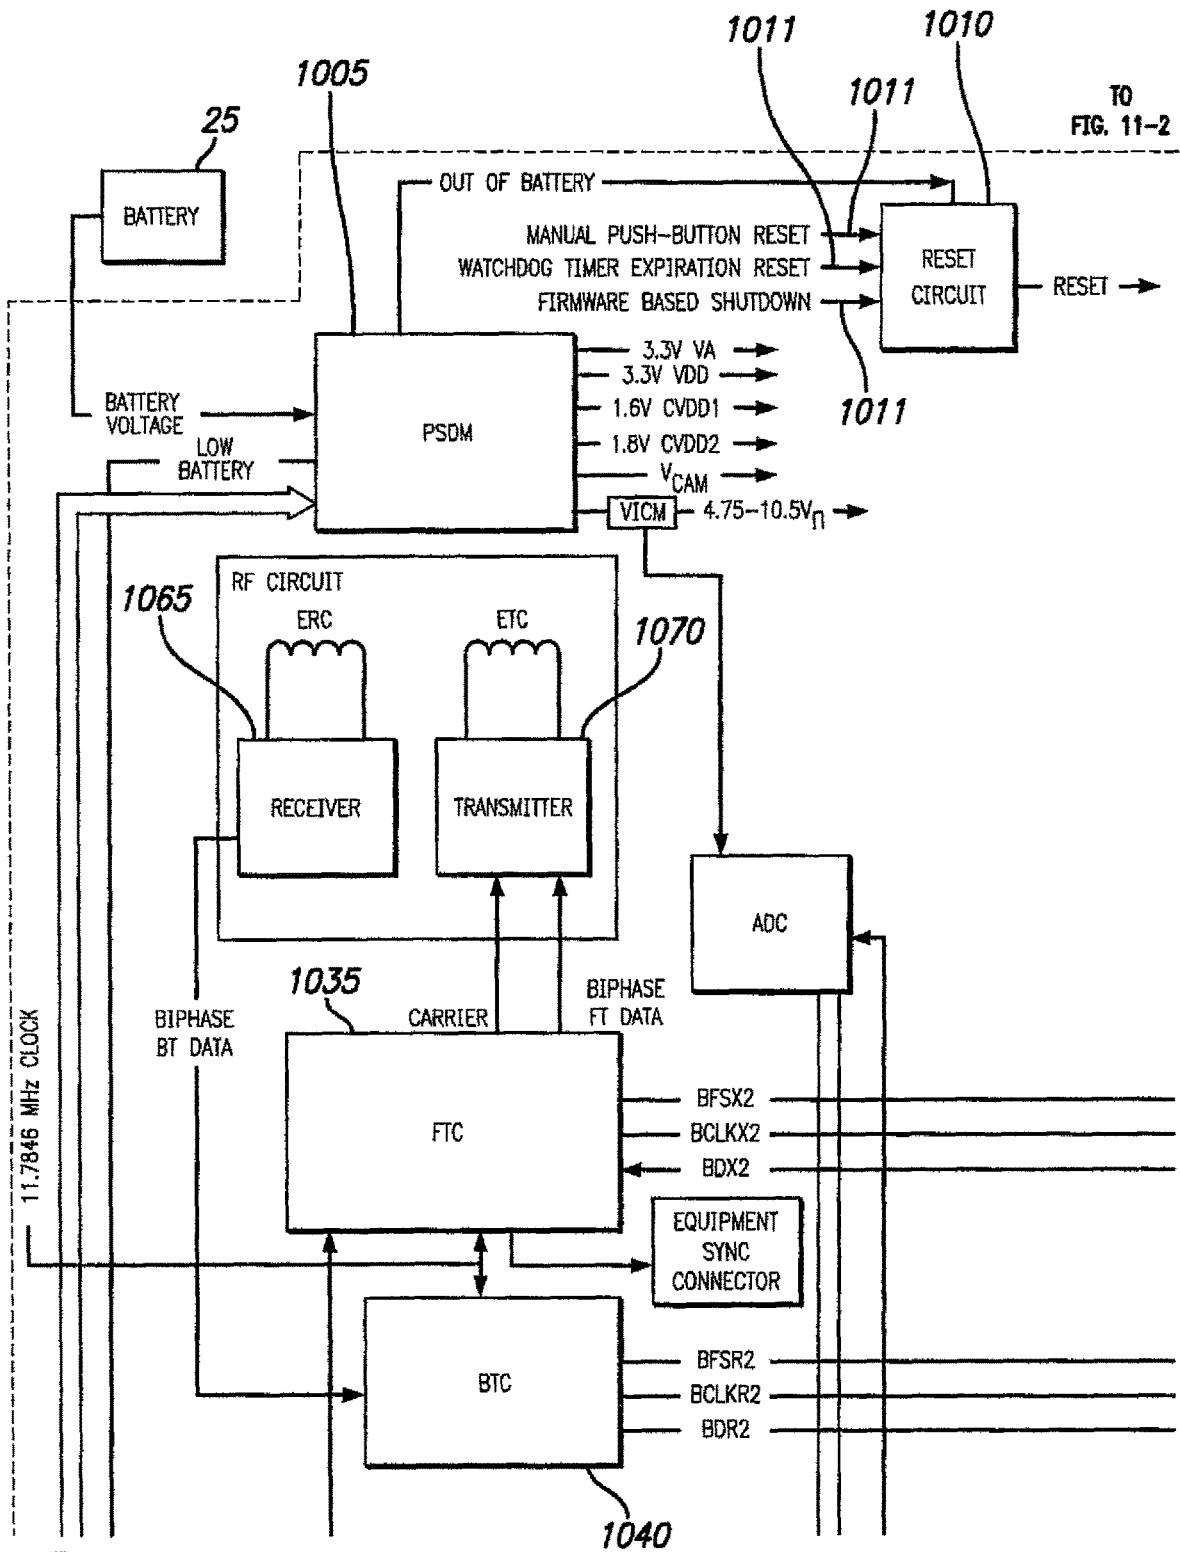 1011
1010
1005
1011
TO
FIG. 11-2
25
BATTERY
OUT OF BATTERY
MANUAL PUSH-BUTTON RESET
WATCHDOG TIMER EXPIRATION RESET
FIRMWARE BASED SHUTDOWN
RESET
CIRCUIT
RESET
1011
BATTERY
VOLTAGE
LOW
BATTERY
PSDM
3.3V VA
3.3V VDD
1.6V CVDD1
1.8V CVDD2
VCAM
VICM
4.75-10.5V
RF CIRCUIT
1065
ERC
ETC
1070
RECEIVER
TRANSMITTER
ADC
1035
CARRIER
BIPHASE
FT DATA
BIPHASE
BT DATA
11.7846 MHz CLOCK
FTC
BFSX2
BCLKX2
BDX2
EQUIPMENT
SYNC
CONNECTOR
BTC
BFSR2
BCLKR2
BDR2
1040